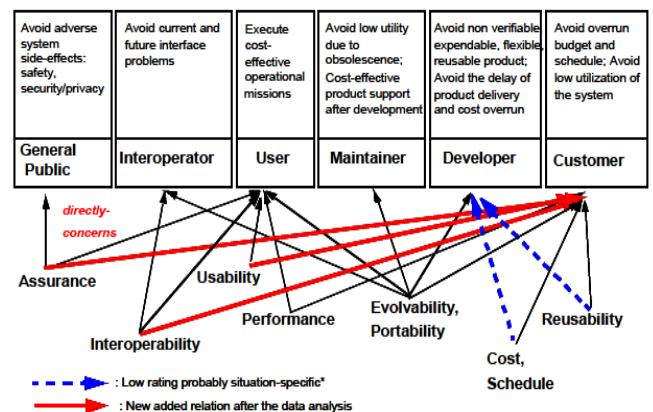 Avoid adverse
system
side-effects:
safety,
security/privacy
Avoid current and
future interface
problems
Execute
cost-
effective
operational
missions
Avoid low utility
due to
obsolescence;
Cost-effective
product support
after development
Avoid non verifiable,
expendable, flexible,
reusable product;
Avoid the delay of
product delivery
and cost overrun
Avoid overrun
budget and
schedule; Avoid
low utilization of
the system
General
Public
Interoperator
User
Maintainer
Developer
Customer
directly-
concerns
Assurance
Usability
Interoperability
Performance
Evolvability,
Portability
Reusability
Cost,
Schedule
: Low rating probably situation-specific*
: New added relation after the data analysis